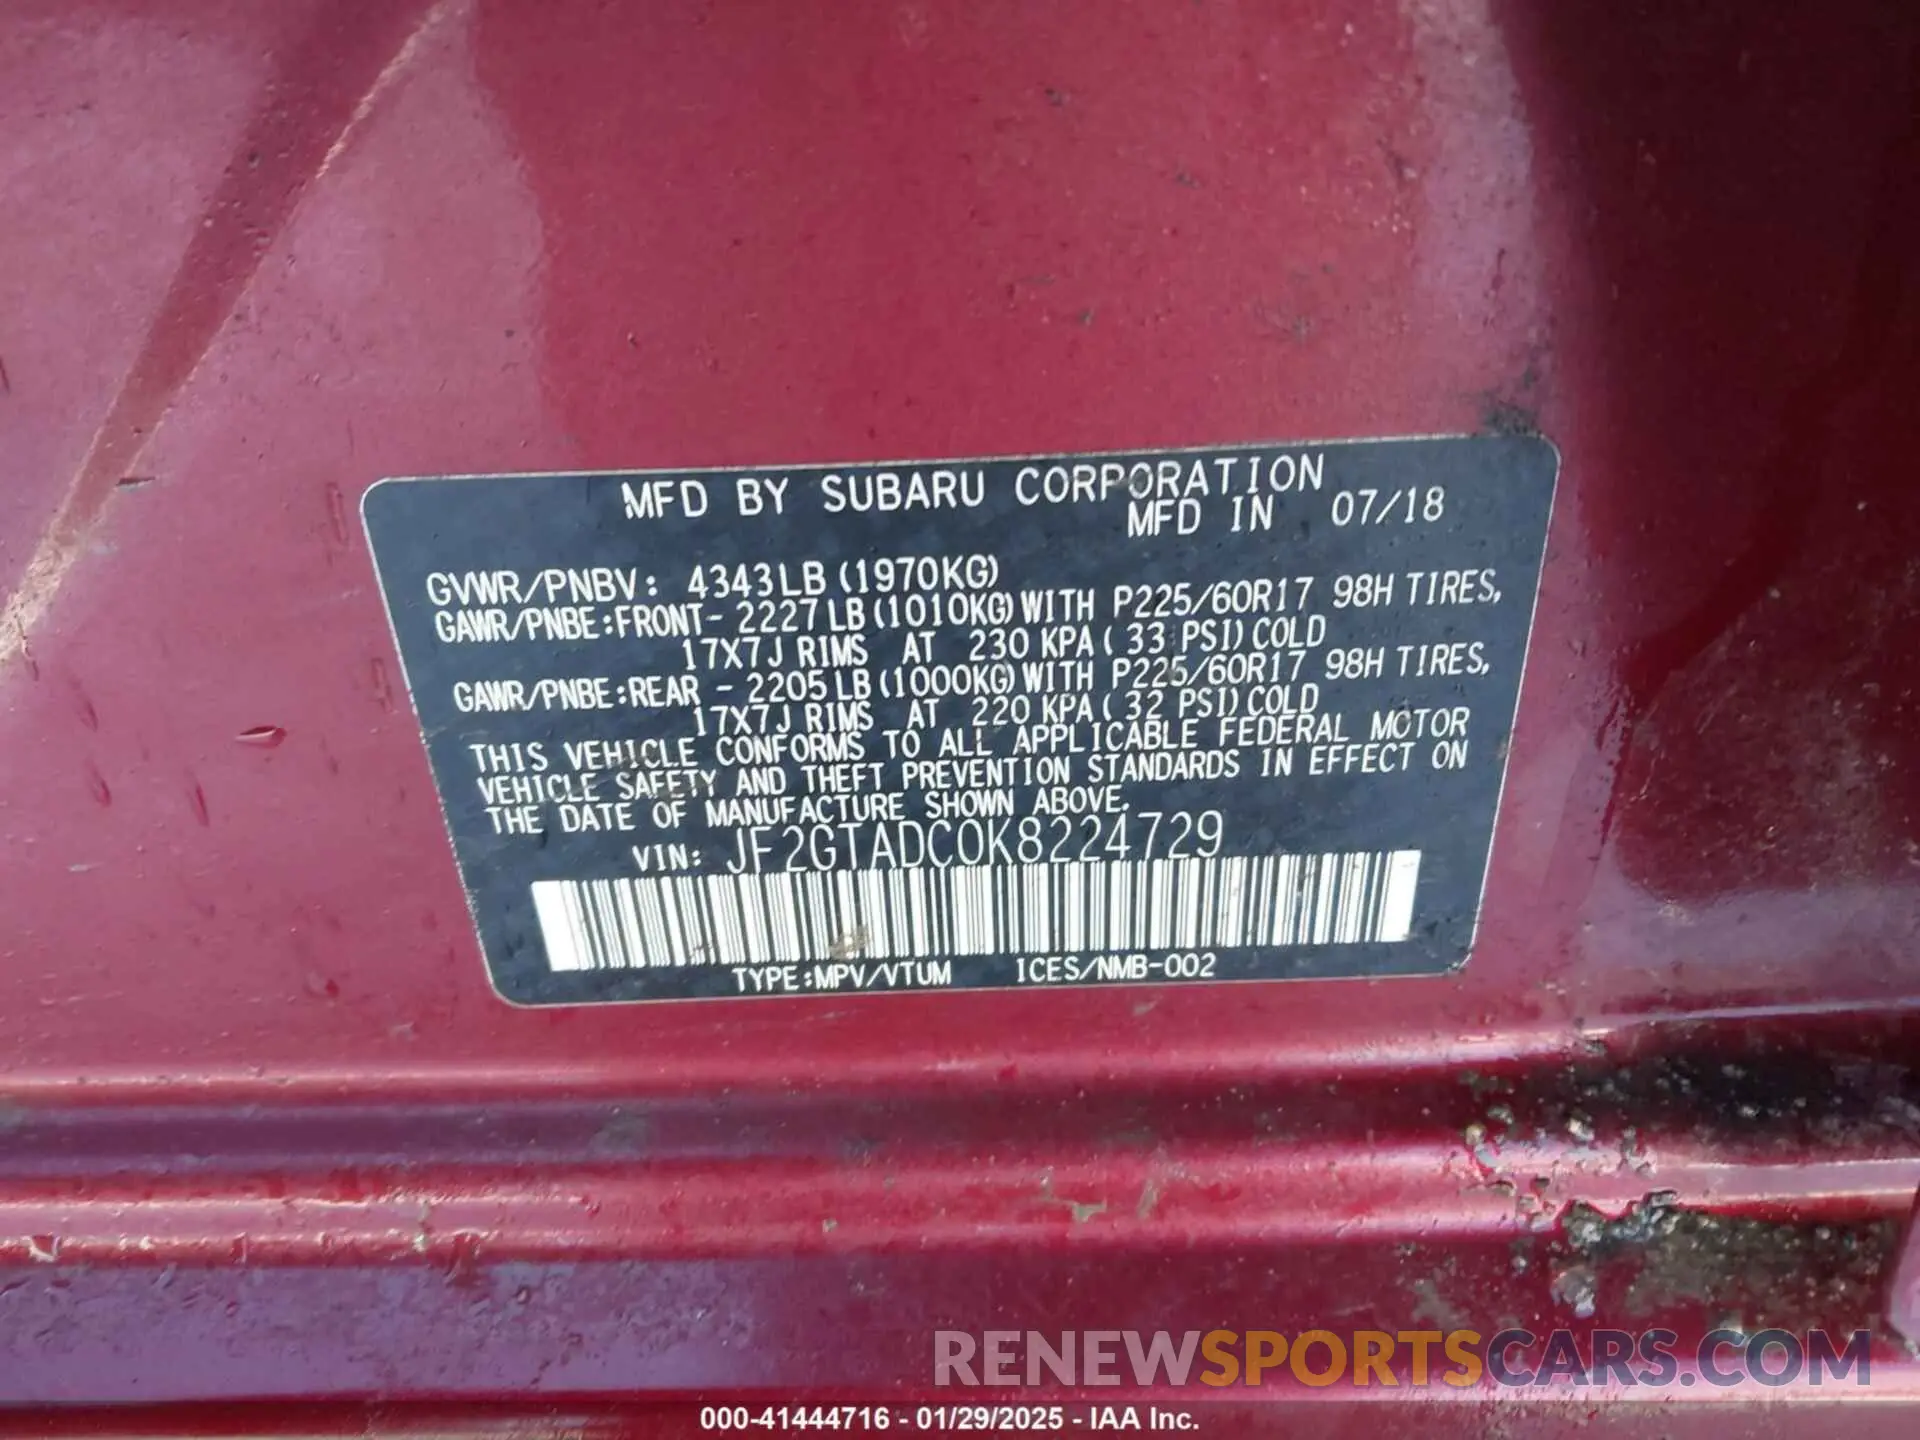 MFD BY SUBARU CORPORATION
MFD IN 07/18
GVWR/PNBV: 4343LB(1970KG)
GAWR/PNBE:FRONT- 2227LB(1010KG)WITH P225/60R17 98H TIRES,
17X7J RIMS AT 230 KPA( 33 PSI)COLD
GAWR/PNBE:REAR - 2205LB(1000KG)WITH P225/60R17 98H TIRES,
17X7J RIMS AT 220 KPA( 32 PSI)COLD
THIS VEHICLE CONFORMS TO ALL APPLICABLE FEDERAL MOTOR
VEHICLE SAFETY AND THEFT PREVENTION STANDARDS IN EFFECT ON
THE DATE OF MANUFACTURE SHOWN ABOVE.
VIN: JF2GTADC0K8224729
TYPE:MPV/VTUM ICES/NMB-002
RENEWSPORTSCARS.COM
000-41444716 - 01/29/2025 - IAA Inc.